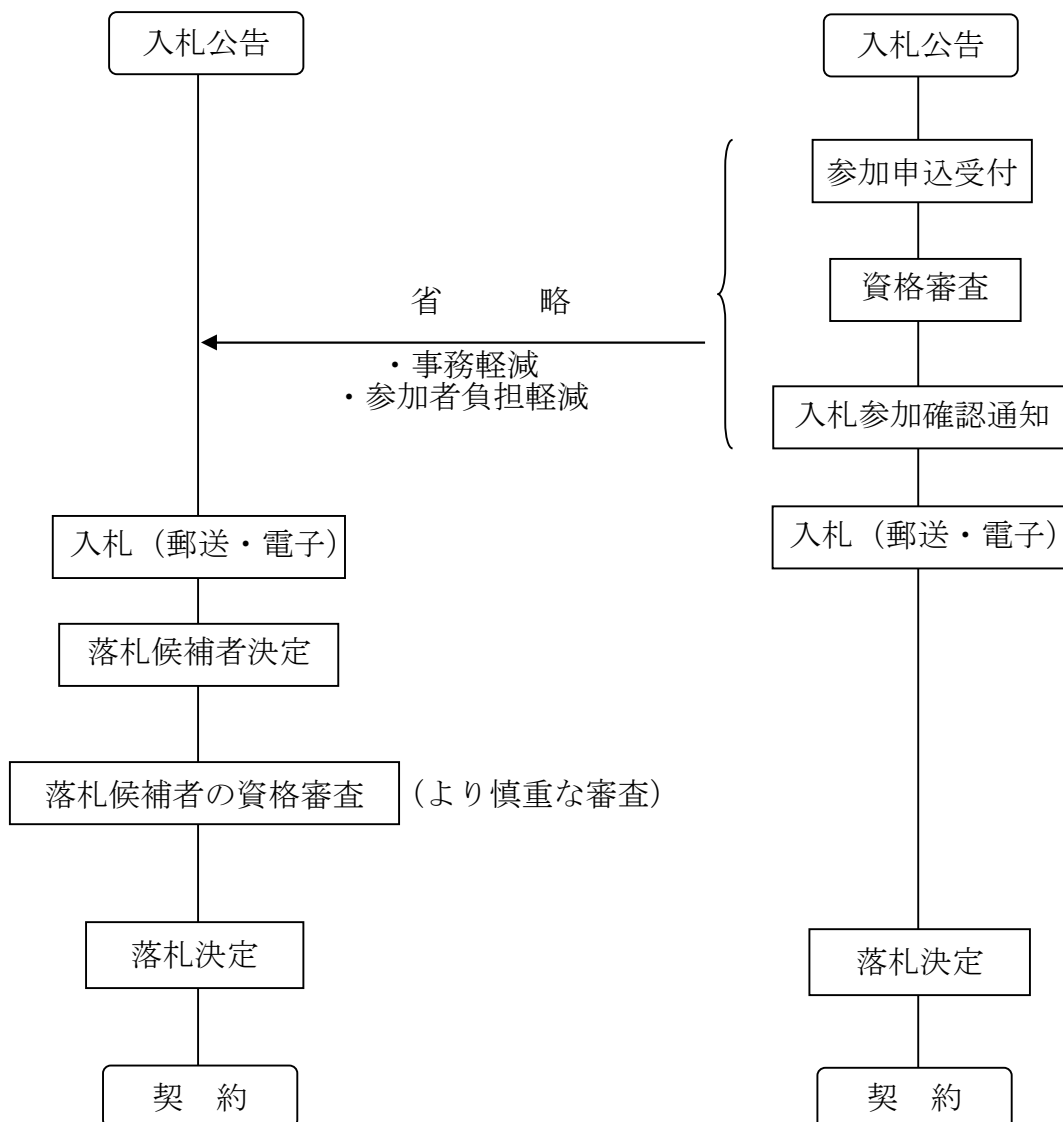 入札公告
入札公告
参加申込受付
資格審査
省　　　略
・事務軽減
・参加者負担軽減
入札参加確認通知
入札（郵送・電子）
入札（郵送・電子）
落札候補者決定
落札候補者の資格審査（より慎重な審査）
落札決定
落札決定
契　約
契　約